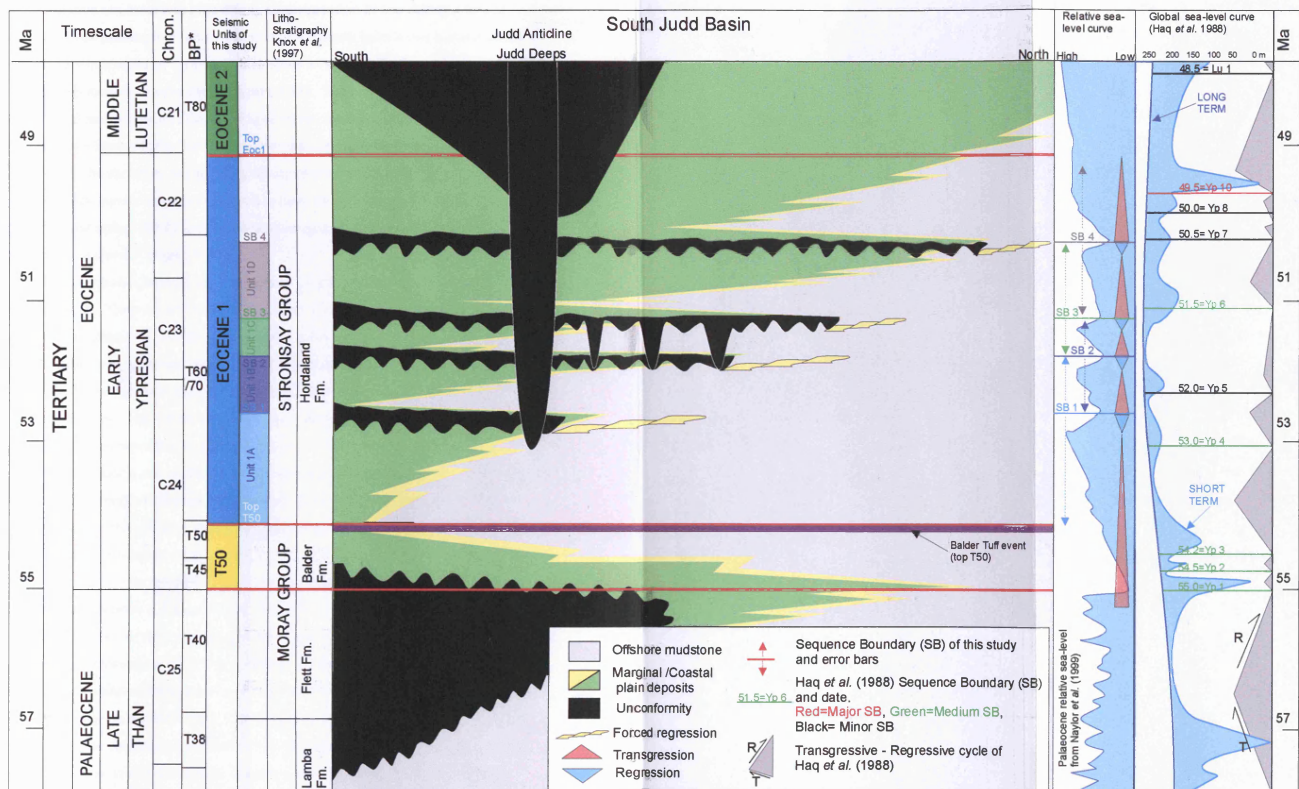 South Judd Basin
Ma
Timescale
Chron.
BP*
Seismic
Units of
this study
Litho-
Stratigraphy
Knox et al.
(1997)
Judd Anticline
Judd Deeps
South
North
Relative sea-
level curve
High
Low
Global sea-level curve
(Haq et al. 1988)
250 200 150 100 50 0 m
Ma
49
51
53
55
57
TERTIARY
EOCENE
PALAEOCENE
MIDDLE
EARLY
LATE
LUTETIAN
YPRESIAN
THAN
C21
C22
C23
C24
C25
T80
T60
/70
T50
T45
T40
T38
EOCENE 2
EOCENE 1
T50
Top
Eoc1
SB 4
Unit 1D
SB 3
Unit 1C
SB 2
Unit 1B
Unit 1A
Top
T50
STRONSAY GROUP
Hordaland
Fm.
MORAY GROUP
Balder
Fm.
Flett Fm.
Lamba
Fm.
Balder Tuff event
(top T50)
SB 4
SB 3
SB 2
SB 1
Palaeocene relative sea-level
from Naylor et al. (1999)
48.5 = Lu 1
LONG
TERM
49.5=Yp 10
50.0= Yp 8
50.5= Yp 7
51.5= Yp 6
52.0= Yp 5
53.0= Yp 4
SHORT
TERM
54.2= Yp 3
54.5= Yp 2
55.0= Yp 1
R
T
49
51
53
55
57
Offshore mudstone
Marginal /Coastal
plain deposits
Unconformity
Forced regression
Transgression
Regression
Sequence Boundary (SB) of this study
and error bars
Haq et al. (1988) Sequence Boundary (SB)
51.5=Yp 6 and date.
Red=Major SB, Green=Medium SB,
Black= Minor SB
R
T
Transgressive - Regressive cycle of
Haq et al. (1988)